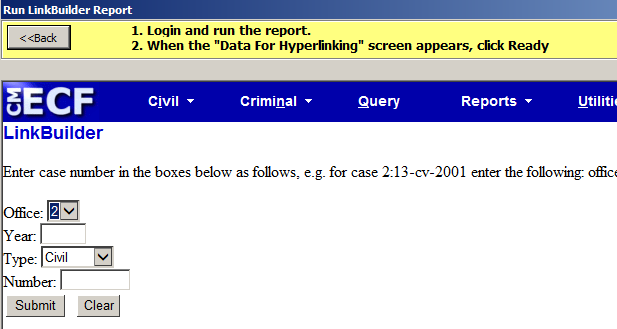 Run LinkBuilder Report
<<Back
1. Login and run the report.
2. When the "Data For Hyperlinking" screen appears, click Ready
CM ECF Civil Criminal Query Reports Utiliti
LinkBuilder
Enter case number in the boxes below as follows, e.g. for case 2:13-cv-2001 enter the following: office
Office: 2
Year:
Type: Civil
Number:
Submit Clear